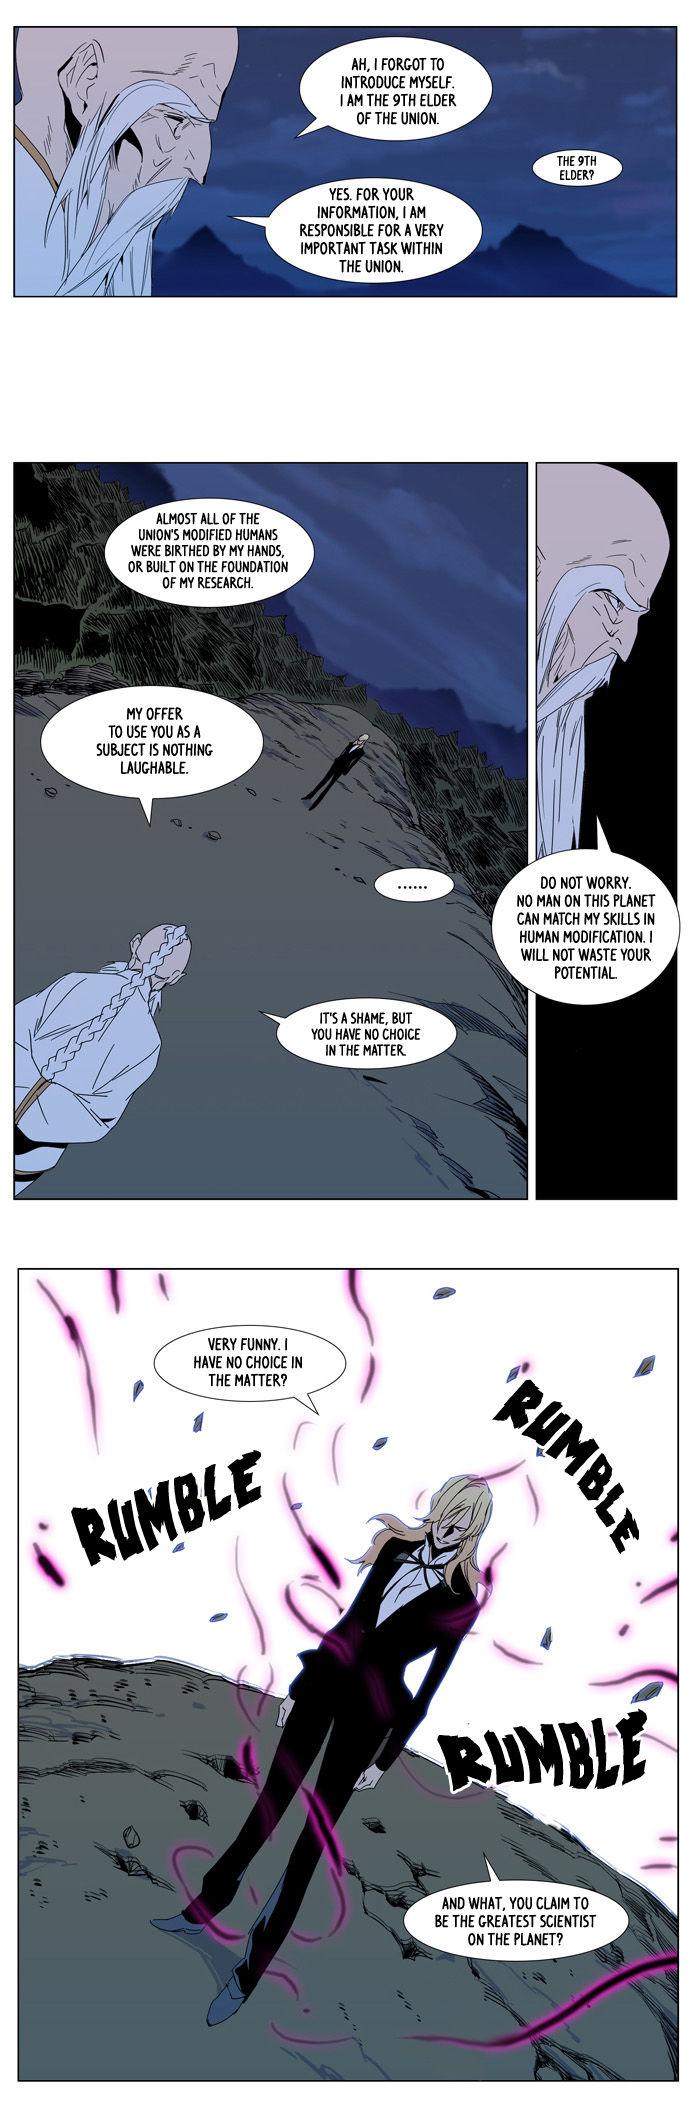 AH, I FORGOT TO
INTRODUCE MYSELF.
I AM THE 9TH ELDER
OF THE UNION.
THE 9TH
ELDER?
YES. FOR YOUR
INFORMATION, I AM
RESPONSIBLE FOR A VERY
IMPORTANT TASK WITHIN
THE UNION.
ALMOST ALL OF THE
UNION'S MODIFIED HUMANS
WERE BIRTHED BY MY HANDS,
OR BUILT ON THE FOUNDATION
OF MY RESEARCH.
MY OFFER
TO USE YOU AS A
SUBJECT IS NOTHING
LAUGHABLE.
......
IT'S A SHAME, BUT
YOU HAVE NO CHOICE
IN THE MATTER.
DO NOT WORRY.
NO MAN ON THIS PLANET
CAN MATCH MY SKILLS IN
HUMAN MODIFICATION. I
WILL NOT WASTE YOUR
POTENTIAL.
VERY FUNNY. I
HAVE NO CHOICE IN
THE MATTER?
RUMBLE
RUMBLE
RUMBLE
AND WHAT, YOU CLAIM TO
BE THE GREATEST SCIENTIST
ON THE PLANET?